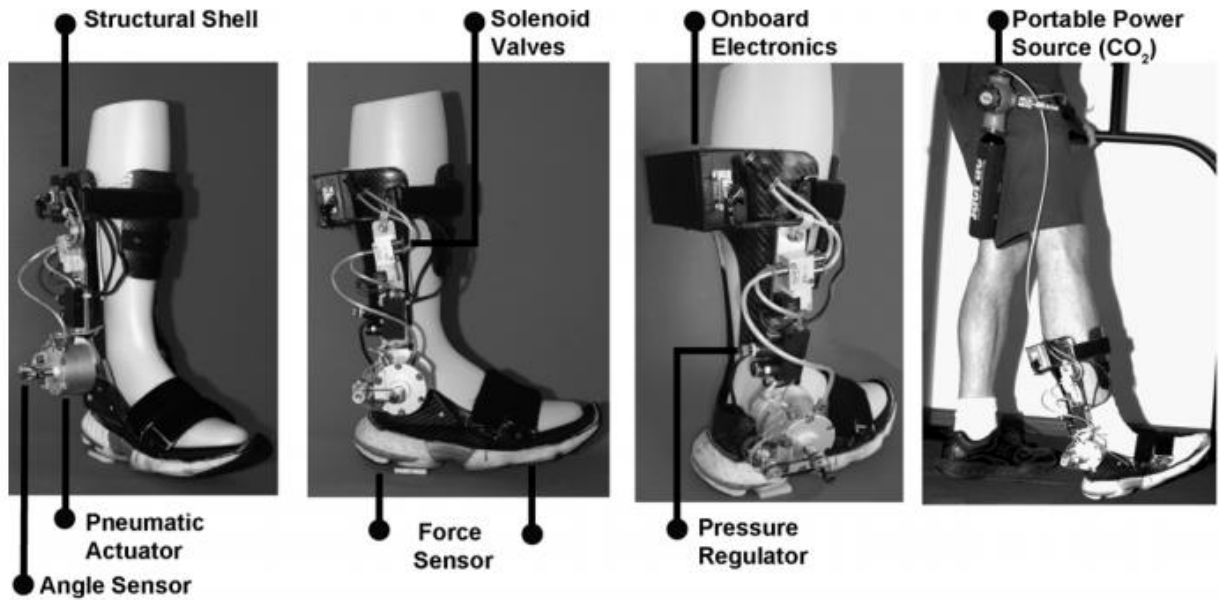 Structural Shell
Solenoid
Valves
Onboard
Electronics
Portable Power
Source (CO₂)
Pneumatic
Actuator
Angle Sensor
Force
Sensor
Pressure
Regulator